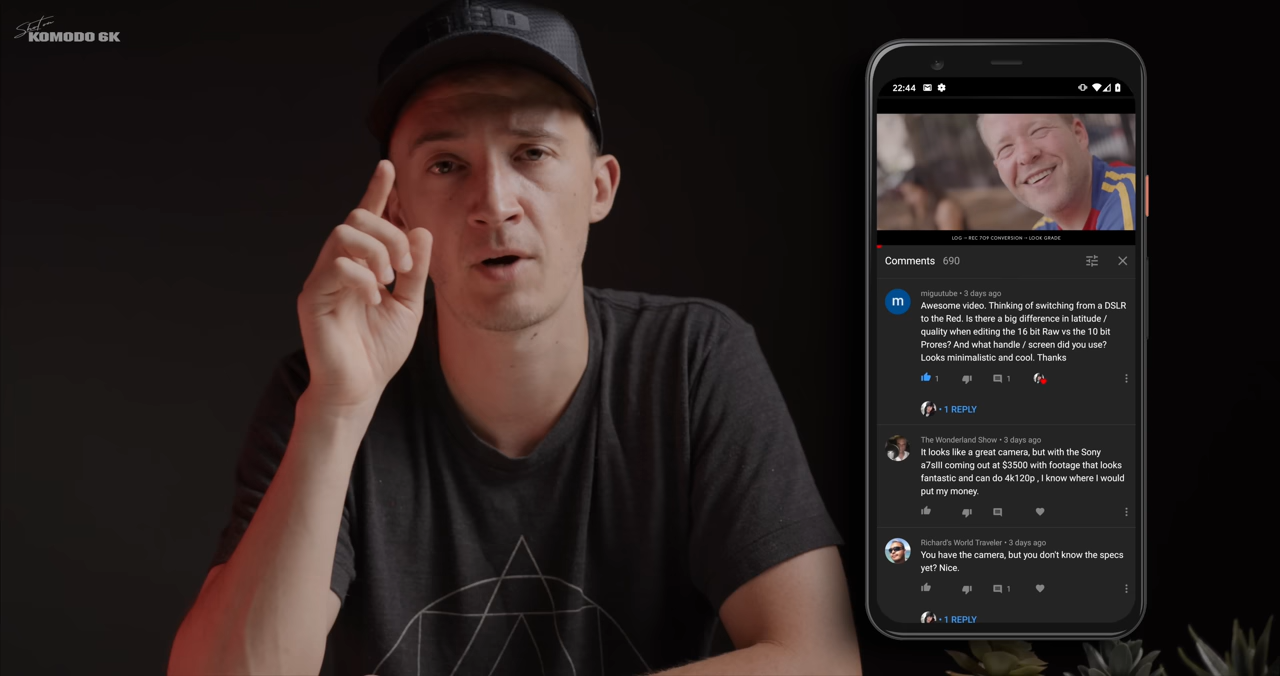 Shot on
KOMODO 6K
22:44
LOG → REC 709 CONVERSION → LOOK GRADE
Comments 690
m
miguutube • 3 days ago
Awesome video. Thinking of switching from a DSLR
to the Red. Is there a big difference in latitude /
quality when editing the 16 bit Raw vs the 10 bit
Prores? And what handle / screen did you use?
Looks minimalistic and cool. Thanks
1 1
• 1 REPLY
The Wonderland Show • 3 days ago
It looks like a great camera, but with the Sony
a7sIII coming out at $3500 with footage that looks
fantastic and can do 4k120p , I know where I would
put my money.
Richard's World Traveler • 3 days ago
You have the camera, but you don't know the specs
yet? Nice.
1
• 1 REPLY